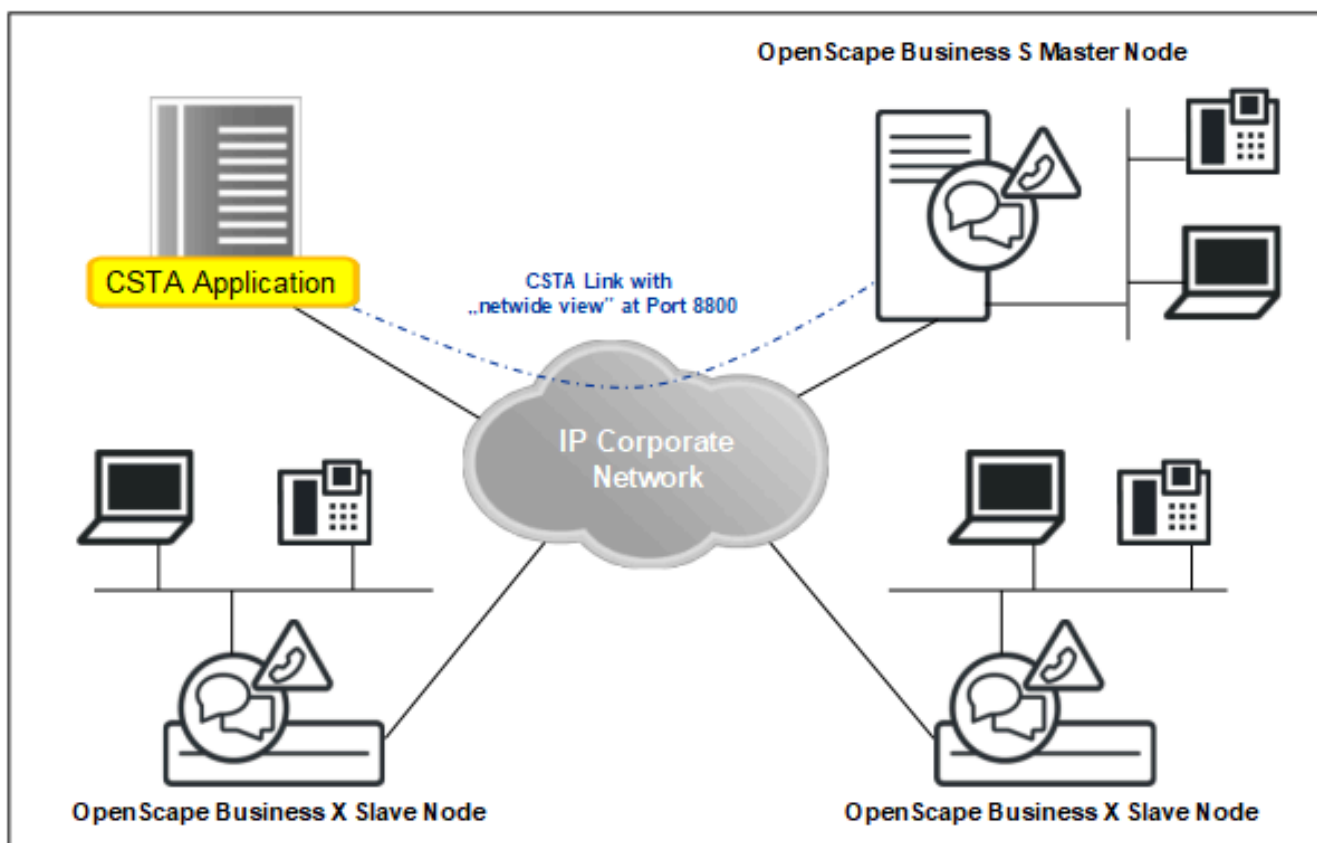 OpenScape Business S Master Node
CSTA Application
CSTA Link with
„netwide view” at Port 8800
IP Corporate
Network
OpenScape Business X Slave Node
OpenScape Business X Slave Node